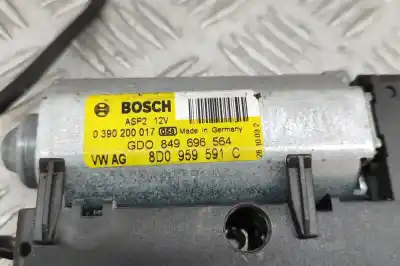 BOSCH
ASP2 12V
0 390 200 017 058 Made in Germany
GDO 849 696 564
VW AG 8D0 959 591 C